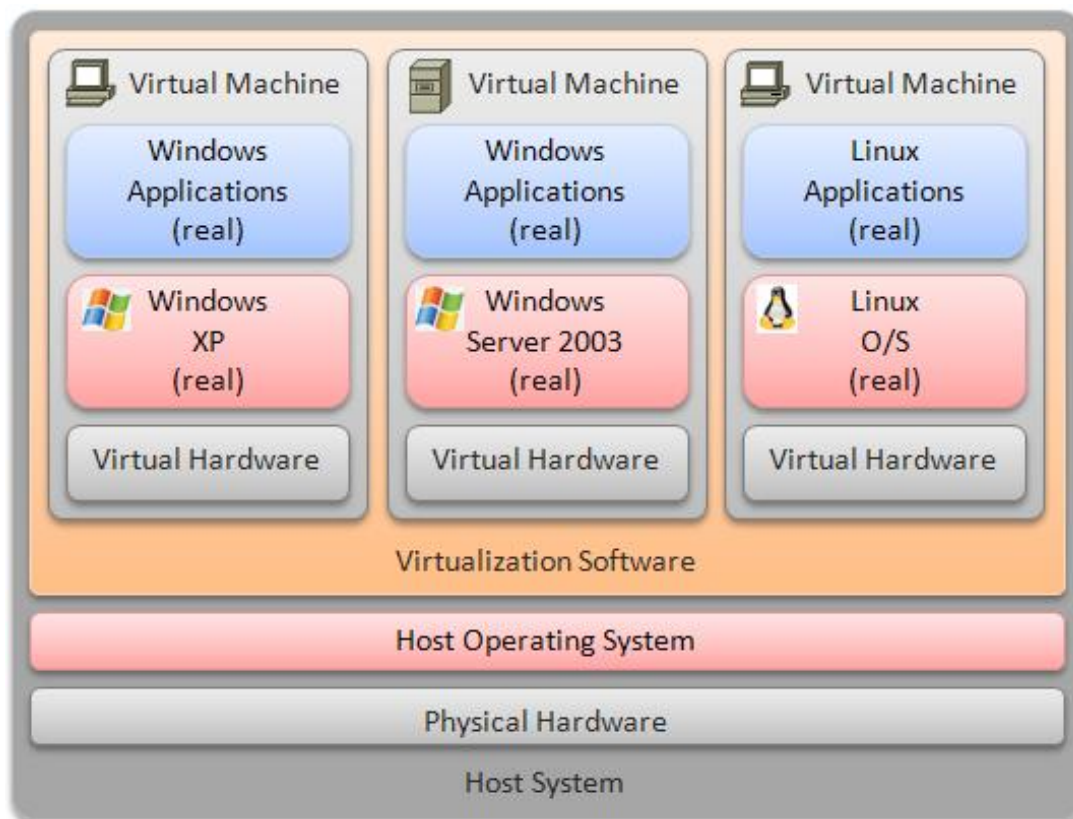 Virtual Machine
Windows
Applications
(real)
Windows
XP
(real)
Virtual Hardware
Virtual Machine
Windows
Applications
(real)
Windows
Server 2003
(real)
Virtual Hardware
Virtual Machine
Linux
Applications
(real)
Linux
O/S
(real)
Virtual Hardware
Virtualization Software
Host Operating System
Physical Hardware
Host System